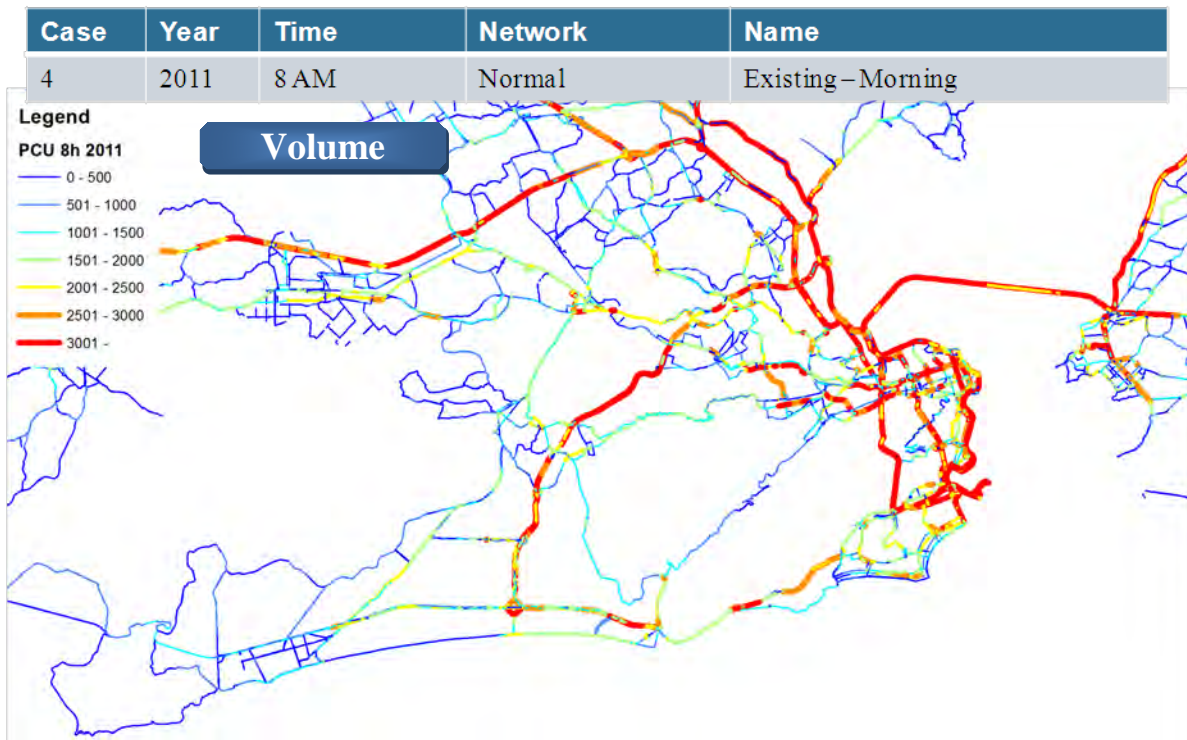 Case Year Time Network Name
4 2011 8 AM Normal Existing – Morning
Legend
PCU 8h 2011
0 - 500
501 - 1000
1001 - 1500
1501 - 2000
2001 - 2500
2501 - 3000
3001 -
Volume